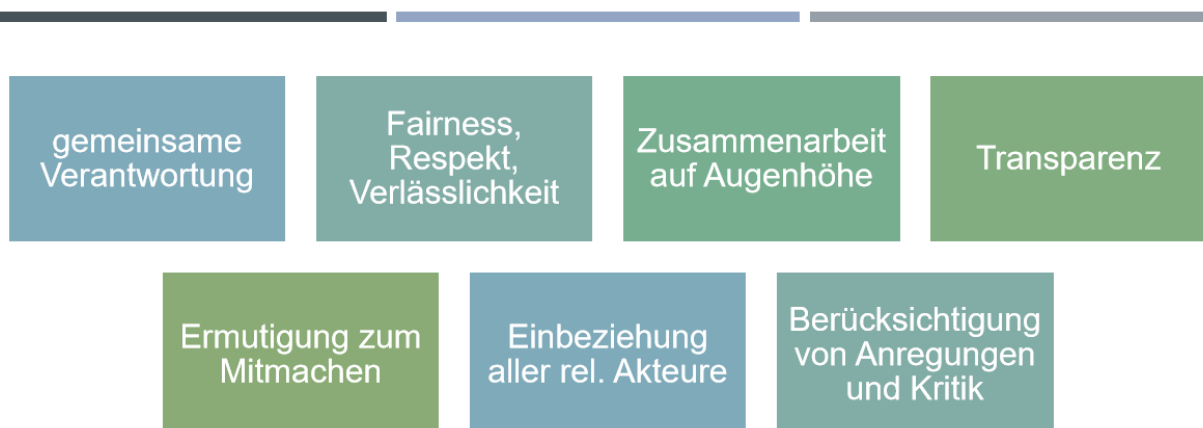 gemeinsame
Verantwortung
Fairness,
Respekt,
Verlässlichkeit
Zusammenarbeit
auf Augenhöhe
Transparenz
Ermutigung zum
Mitmachen
Einbeziehung
aller rel. Akteure
Berücksichtigung
von Anregungen
und Kritik